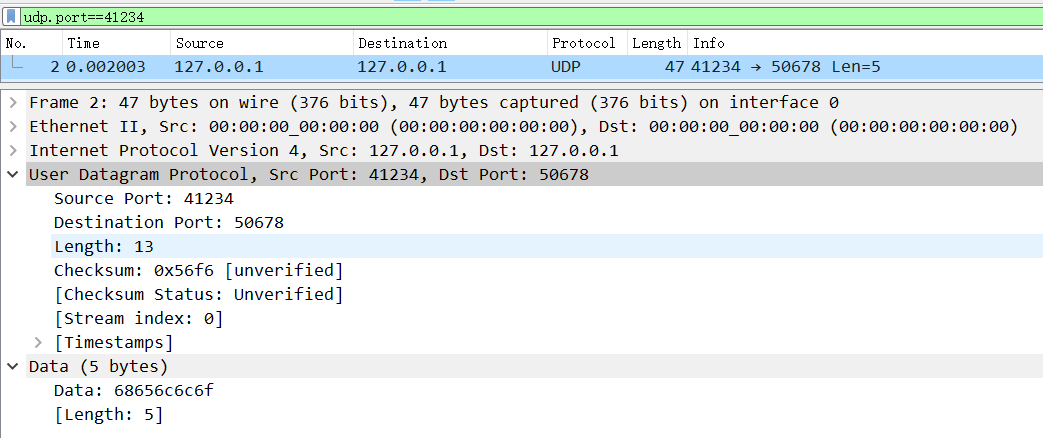 udp.port==41234
No. Time Source Destination Protocol Length Info
2 0.002003 127.0.0.1 127.0.0.1 UDP 47 41234 → 50678 Len=5
Frame 2: 47 bytes on wire (376 bits), 47 bytes captured (376 bits) on interface 0
Ethernet II, Src: 00:00:00_00:00:00 (00:00:00:00:00:00), Dst: 00:00:00_00:00:00 (00:00:00:00:00:00)
Internet Protocol Version 4, Src: 127.0.0.1, Dst: 127.0.0.1
User Datagram Protocol, Src Port: 41234, Dst Port: 50678
Source Port: 41234
Destination Port: 50678
Length: 13
Checksum: 0x56f6 [unverified]
[Checksum Status: Unverified]
[Stream index: 0]
[Timestamps]
Data (5 bytes)
Data: 68656c6c6f
[Length: 5]